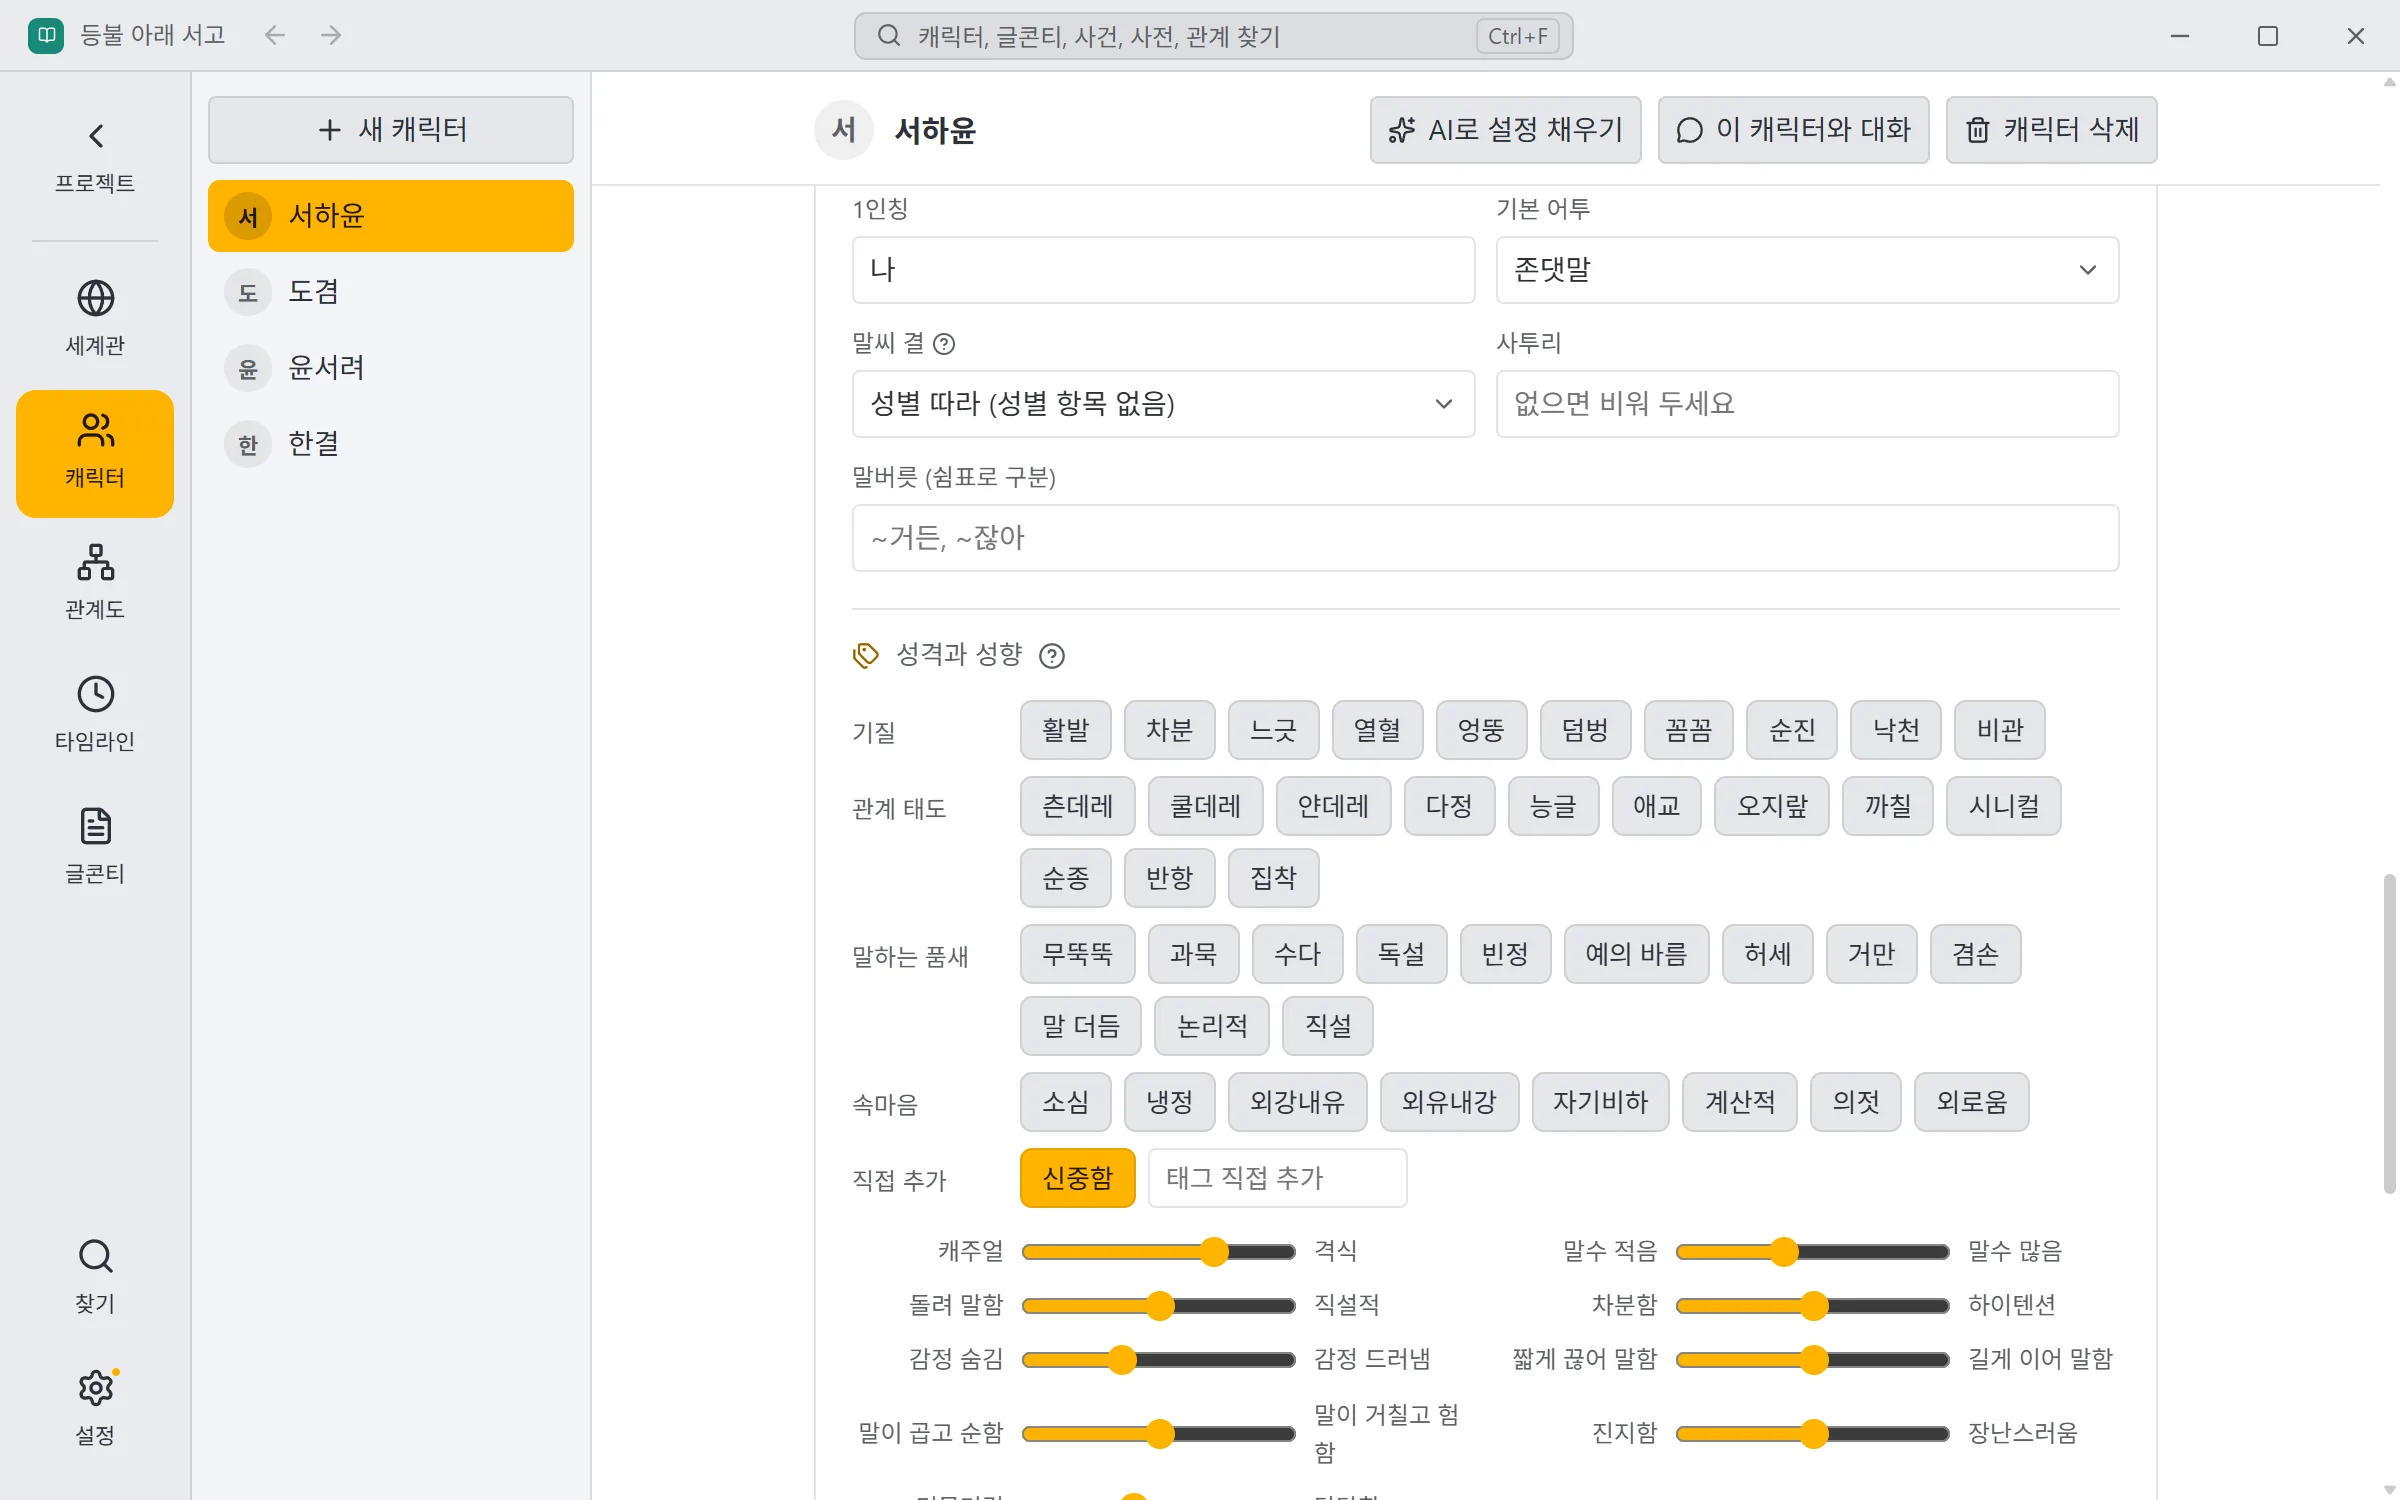 등불 아래 서고
캐릭터, 글콘티, 사건, 사전, 관계 찾기
Ctrl+F
프로젝트
세계관
캐릭터
관계도
타임라인
글콘티
찾기
설정
새 캐릭터
서 서하윤
도 도겸
윤 윤서려
한 한결
서 서하윤
AI로 설정 채우기
이 캐릭터와 대화
캐릭터 삭제
1인칭
나
기본 어투
존댓말
말씨 결
성별 따라 (성별 항목 없음)
사투리
없으면 비워 두세요
말버릇 (쉼표로 구분)
~거든, ~잖아
성격과 성향
기질 활발 차분 느긋 열혈 엉뚱 덤벙 꼼꼼 순진 낙천 비관
관계 태도 츤데레 쿨데레 얀데레 다정 능글 애교 오지랖 까칠 시니컬
순종 반항 집착
말하는 품새 무뚝뚝 과묵 수다 독설 빈정 예의 바름 허세 거만 겸손
말 더듬 논리적 직설
속마음 소심 냉정 외강내유 외유내강 자기비하 계산적 의젓 외로움
직접 추가 신중함 태그 직접 추가
캐주얼 격식 말수 적음 말수 많음
돌려 말함 직설적 차분함 하이텐션
감정 숨김 감정 드러냄 짧게 끊어 말함 길게 이어 말함
말이 곱고 순함 말이 거칠고 험
함 진지함 장난스러움